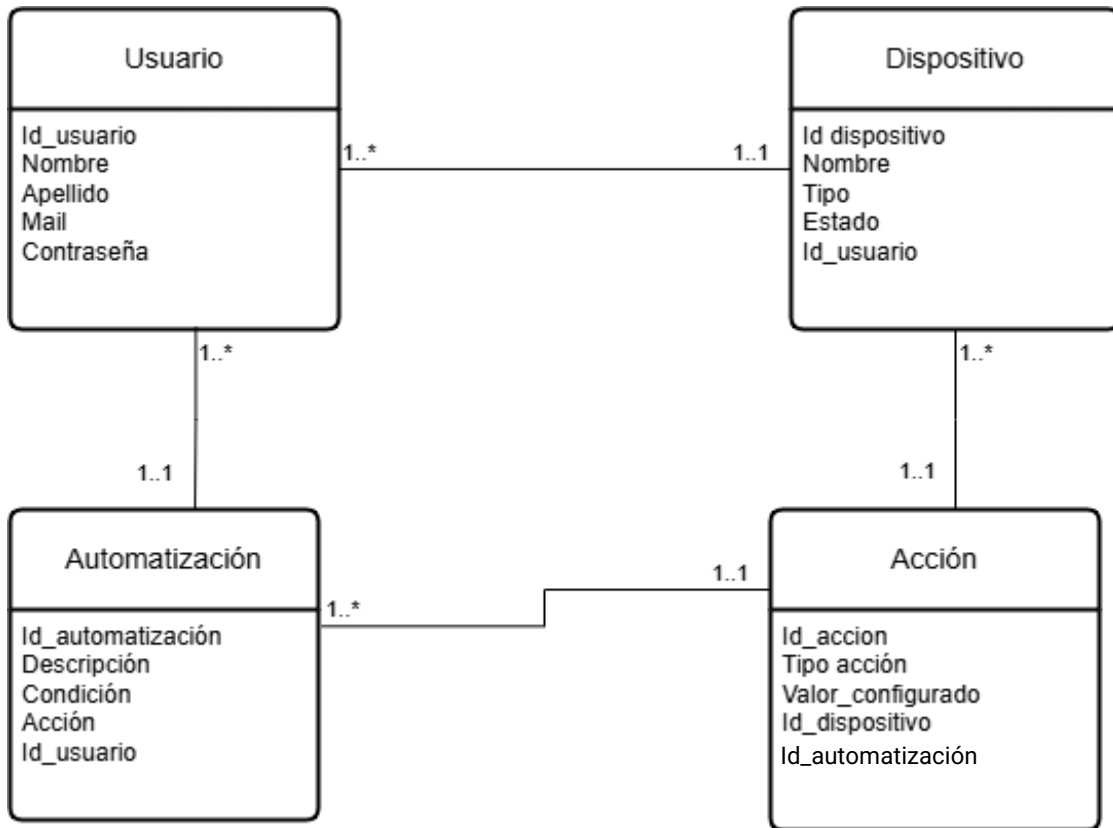 Usuario
Id_usuario
Nombre
Apellido
Mail
Contraseña
1..*
1..1
Dispositivo
Id dispositivo
Nombre
Tipo
Estado
Id_usuario
1..*
1..1
1..*
1..1
Automatización
Id_automatización
Descripción
Condición
Acción
Id_usuario
1..*
1..1
Acción
Id_accion
Tipo acción
Valor_configurado
Id_dispositivo
Id_automatización